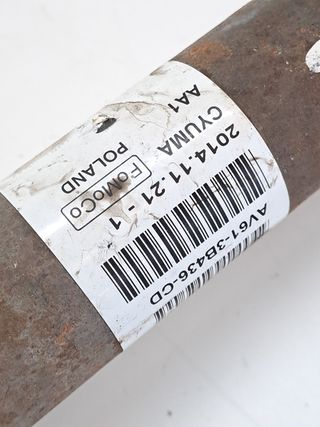 AV61-3B436-CD
2014.11.21 - 1
CYUMA FoMoCo
AA1 POLAND